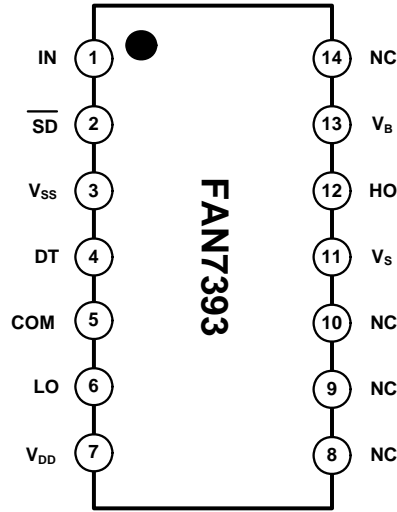 IN 1 14 NC
SD 2 13 VB
VSS 3 12 HO
DT 4 11 VS
COM 5 10 NC
LO 6 9 NC
VDD 7 8 NC
FAN7393